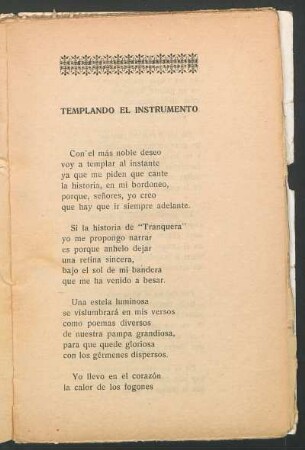 TEMPLANDO EL INSTRUMENTO
Con el más noble deseo
voy a templar al instante
ya que me piden que cante
la historia, en mi bordoneo,
porque, señores, yo creo
que hay que ir siempre adelante.
Si la historia de "Tranquera"
yo me propongo narrar
es porque anhelo dejar
una retina sincera,
bajo el sol de mi bandera
que me ha venido a besar.
Una estela luminosa
se vislumbrará en mis versos
como poemas diversos
de nuestra pampa grandiosa,
para que quede gloriosa
con los gérmenes dispersos.
Yo llevo en el corazón
la calor de los fogones